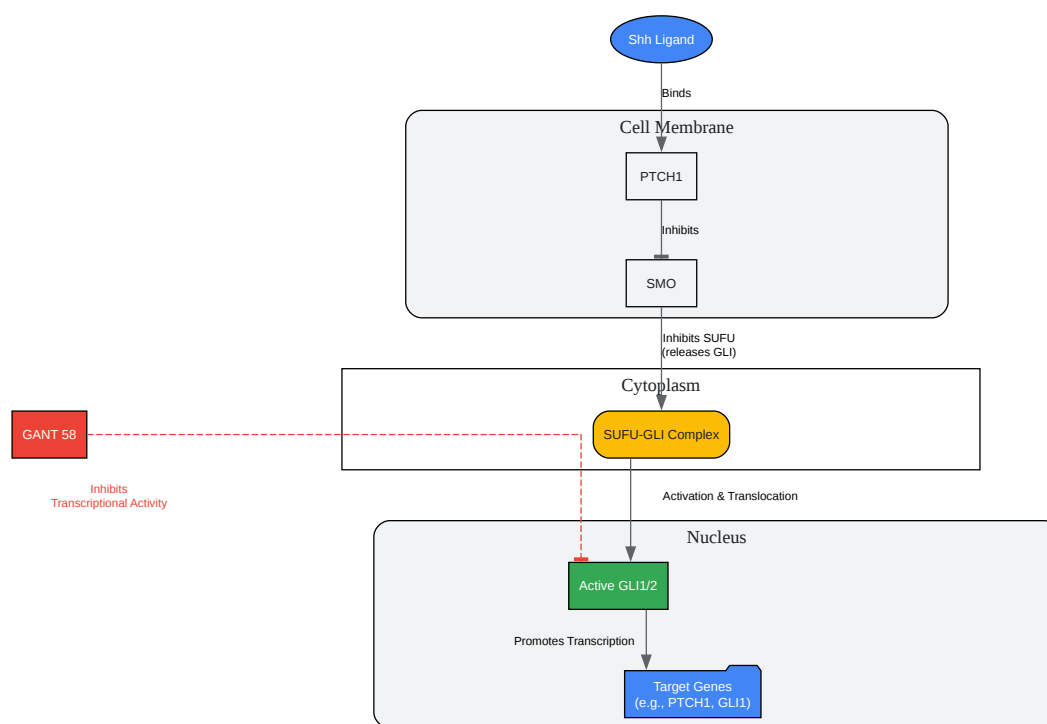 Shh Ligand
Binds
Cell Membrane
PTCH1
Inhibits
SMO
Inhibits SUFU
(releases GLI)
Cytoplasm
GANT 58
SUFU-GLI Complex
Inhibits
Transcriptional Activity
Activation & Translocation
Nucleus
Active GLI1/2
Promotes Transcription
Target Genes
(e.g., PTCH1, GLI1)